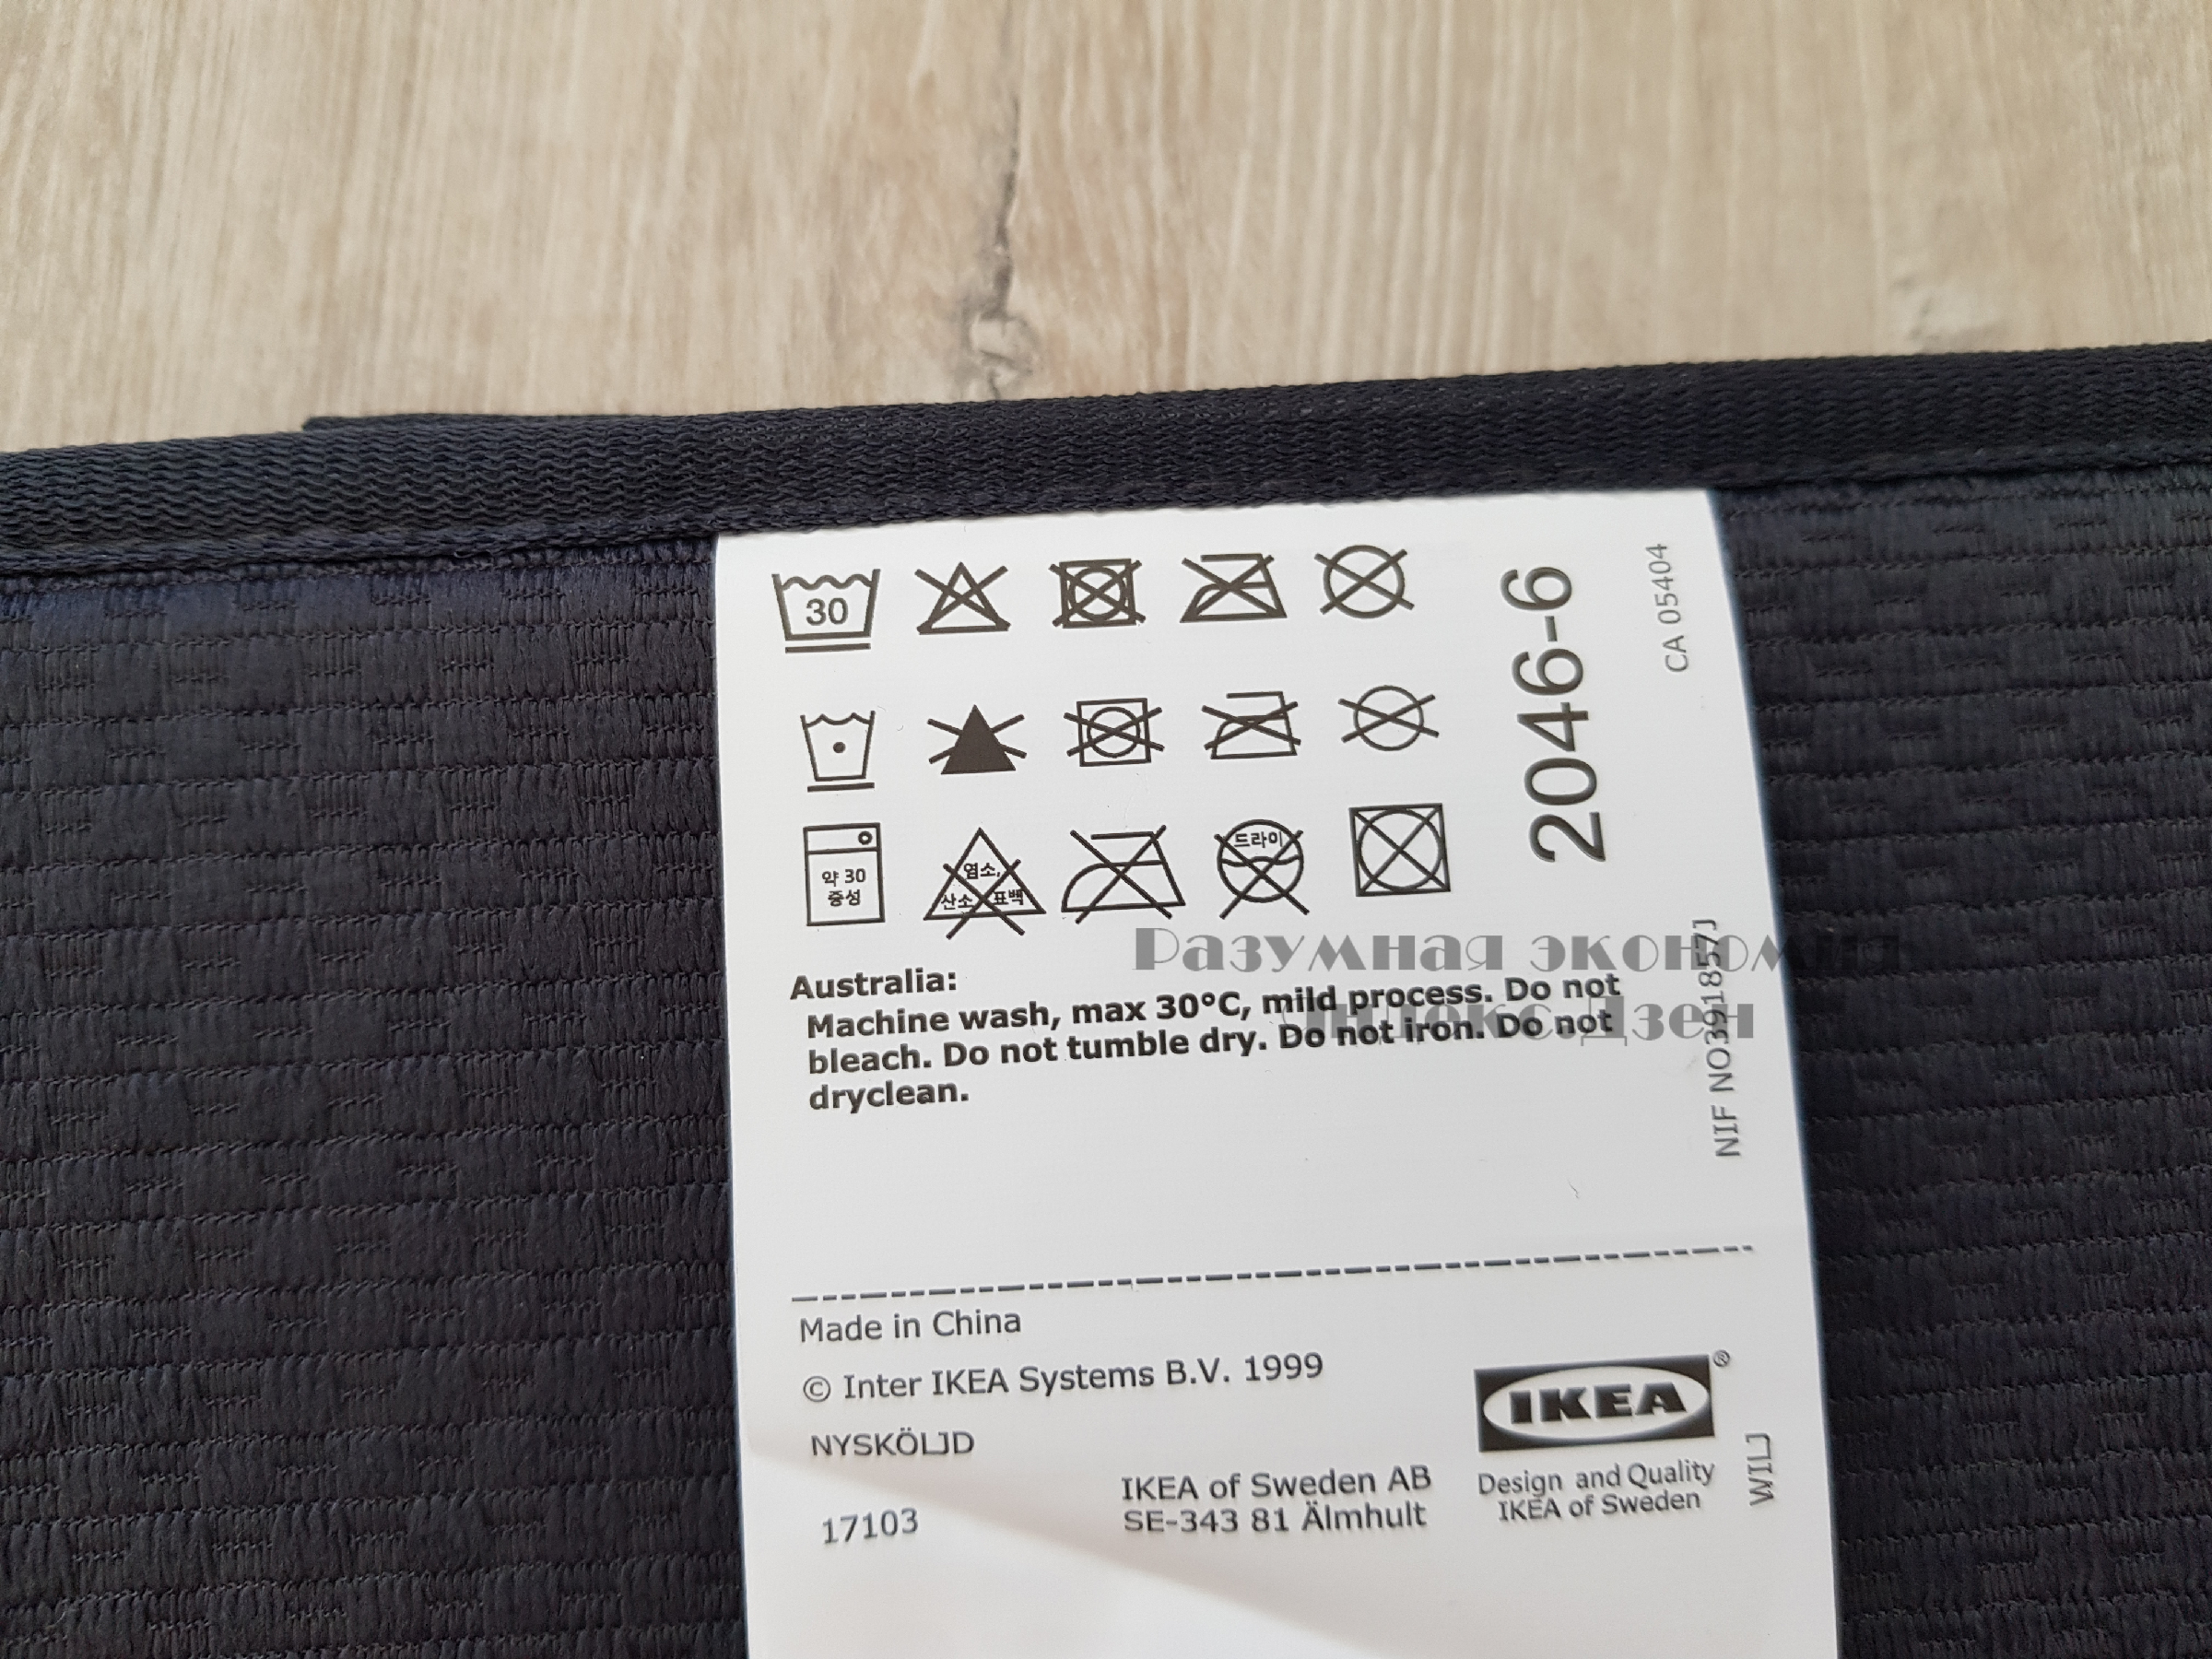 30
약 30
중성
염소,
산소 표백
드라이
2046-6
CA 05404
Разумная экономия
Яндекс.Дзен
Australia:
Machine wash, max 30°C, mild process. Do not
bleach. Do not tumble dry. Do not iron. Do not
dryclean.
NIF NO391857J
Made in China
© Inter IKEA Systems B.V. 1999
NYSKÖLJD
17103
IKEA of Sweden AB
SE-343 81 Älmhult
IKEA®
Design and Quality
IKEA of Sweden
WILJ